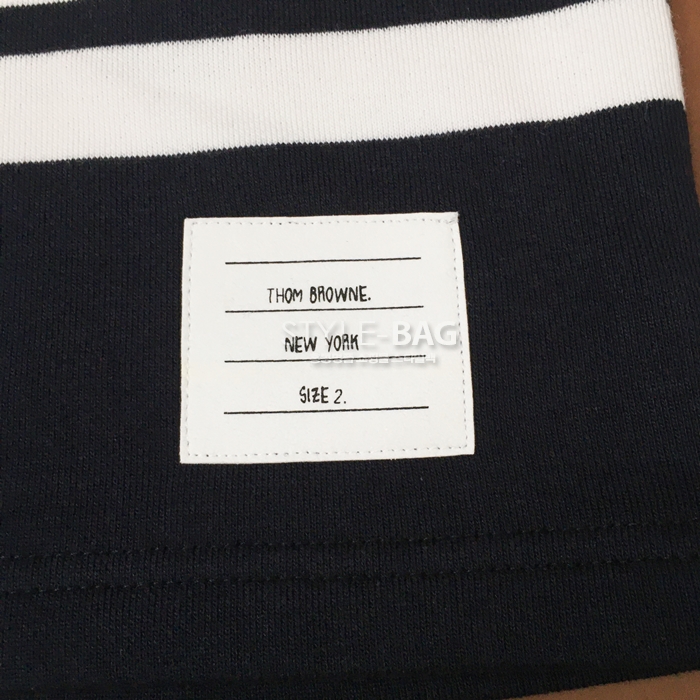 THOM BROWNE.
STYLE-BAG
NEW YORK
SIZE 2.